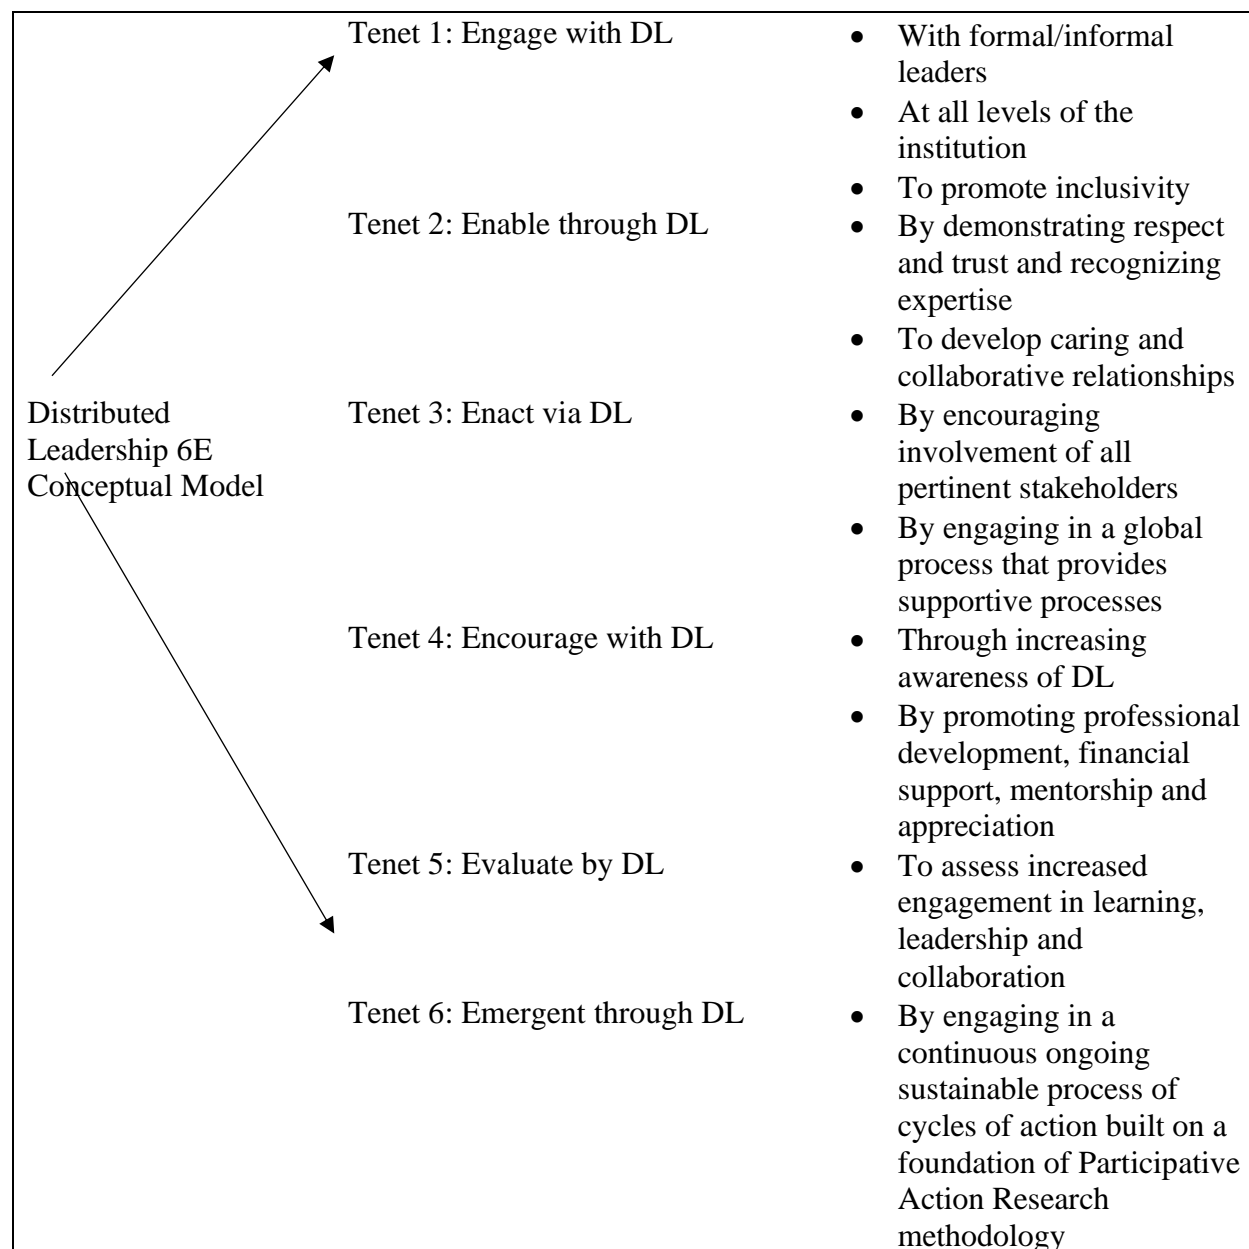 Tenet 1: Engage with DL
• With formal/informal
leaders
• At all levels of the
institution
• To promote inclusivity
Tenet 2: Enable through DL
• By demonstrating respect
and trust and recognizing
expertise
• To develop caring and
collaborative relationships
Distributed
Leadership 6E
Conceptual Model
Tenet 3: Enact via DL
• By encouraging
involvement of all
pertinent stakeholders
• By engaging in a global
process that provides
supportive processes
Tenet 4: Encourage with DL
• Through increasing
awareness of DL
• By promoting professional
development, financial
support, mentorship and
appreciation
Tenet 5: Evaluate by DL
• To assess increased
engagement in learning,
leadership and
collaboration
Tenet 6: Emergent through DL
• By engaging in a
continuous ongoing
sustainable process of
cycles of action built on a
foundation of Participative
Action Research
methodology